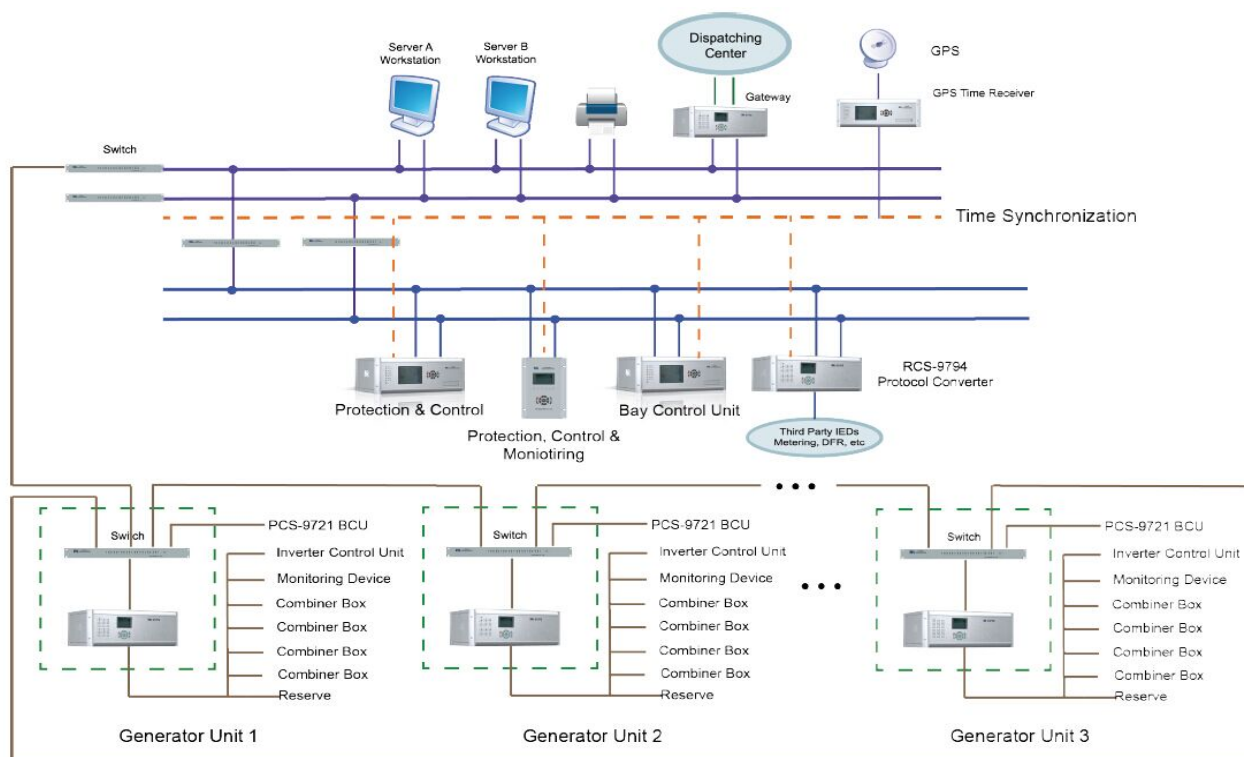 Dispatching
Center
Server A
Workstation
Server B
Workstation
GPS
Gateway
GPS Time Receiver
Switch
Time Synchronization
RCS-9794
Protocol Converter
Protection & Control
Bay Control Unit
Protection, Control &
Moniotiring
Third Party IEDs
Metering, DFR, etc
Switch
PCS-9721 BCU
Inverter Control Unit
Monitoring Device
Combiner Box
Combiner Box
Combiner Box
Combiner Box
Reserve
Generator Unit 1
Switch
PCS-9721 BCU
Inverter Control Unit
Monitoring Device
Combiner Box
Combiner Box
Combiner Box
Combiner Box
Reserve
Generator Unit 2
Switch
PCS-9721 BCU
Inverter Control Unit
Monitoring Device
Combiner Box
Combiner Box
Combiner Box
Combiner Box
Reserve
Generator Unit 3